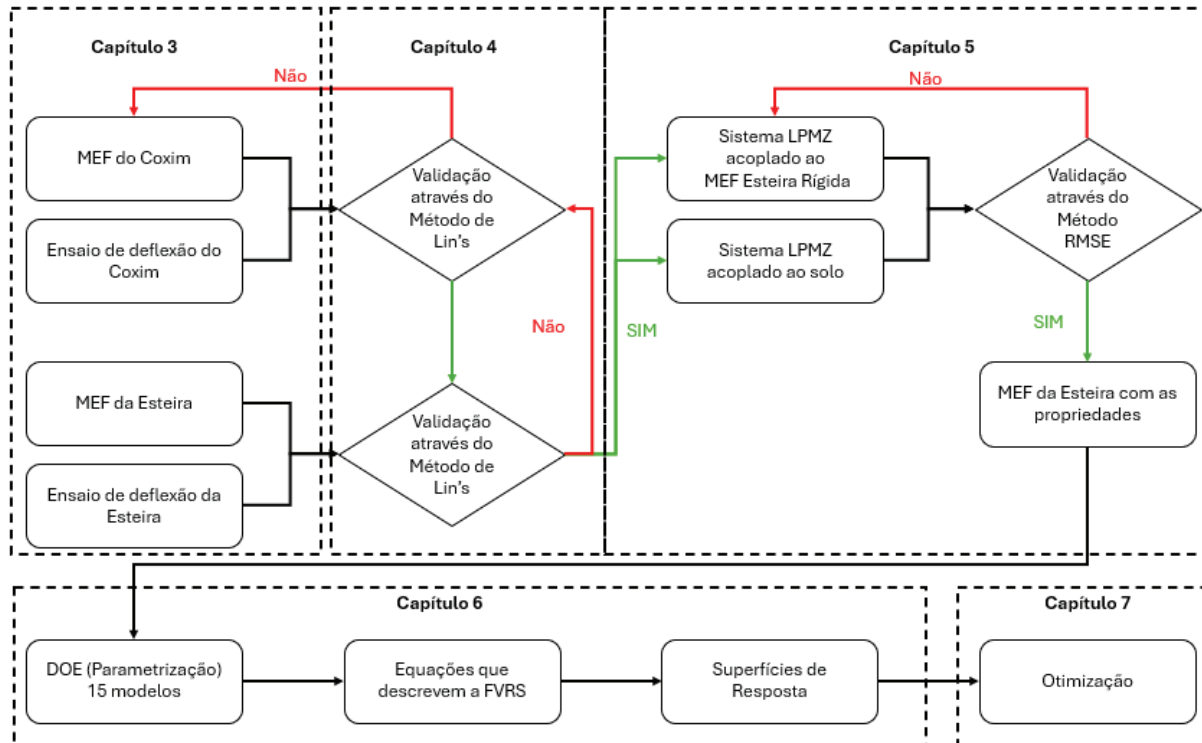 Capítulo 3
Capítulo 4
Capítulo 5
Não
Não
MEF do Coxim
Ensaio de deflexão do
Coxim
Validação
através do
Método de
Lin's
Sistema LPMZ
acoplado ao
MEF Esteira Rígida
Sistema LPMZ
acoplado ao solo
Validação
através do
Método
RMSE
Não
SIM
SIM
MEF da Esteira
Ensaio de deflexão da
Esteira
Validação
através do
Método de
Lin's
MEF da Esteira com as
propriedades
Capítulo 6
Capítulo 7
DOE (Parametrização)
15 modelos
Equações que
descrevem a FVRS
Superfícies de
Resposta
Otimização